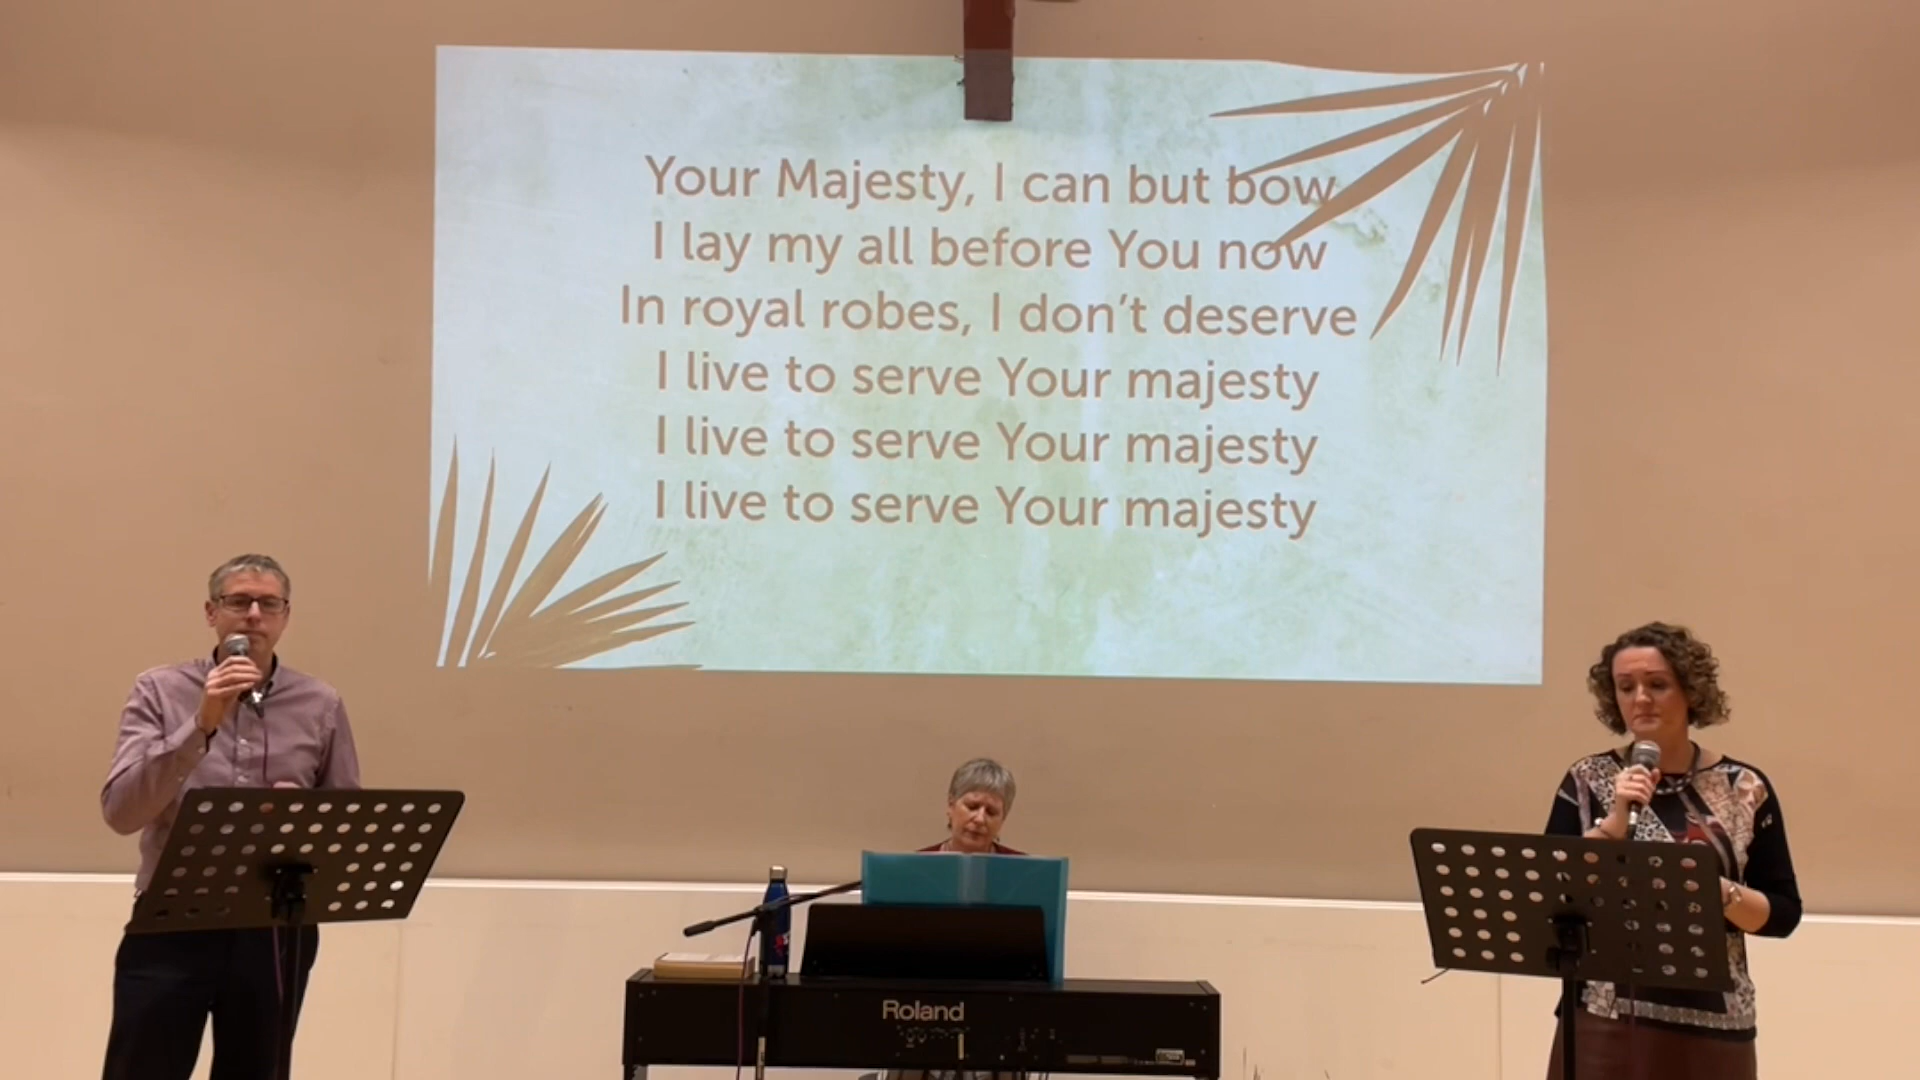 Your Majesty, I can but bow
I lay my all before You now
In royal robes, I don't deserve
I live to serve Your majesty
I live to serve Your majesty
I live to serve Your majesty
Roland